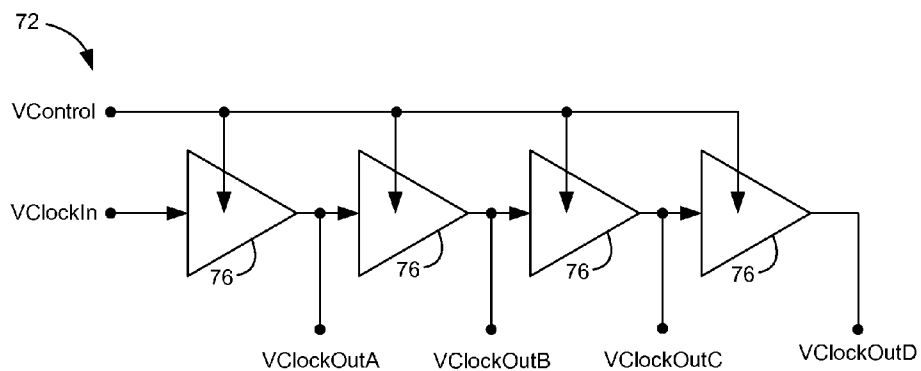 72
VControl
VClockIn
76
76
76
76
VClockOutA
VClockOutB
VClockOutC
VClockOutD